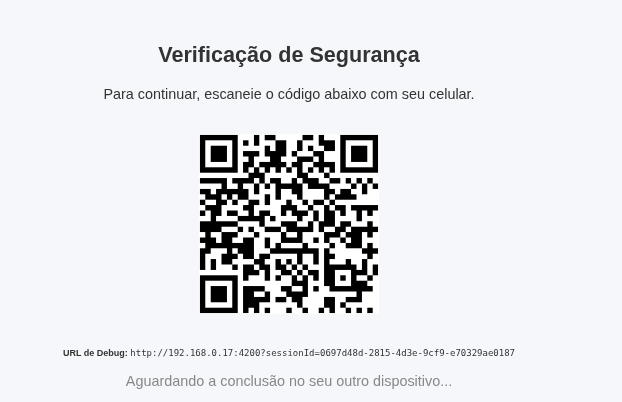 Verificação de Segurança
Para continuar, escaneie o código abaixo com seu celular.
URL de Debug: http://192.168.0.17:4200?sessionId=0697d48d-2815-4d3e-9cf9-e70329ae0187
Aguardando a conclusão no seu outro dispositivo...